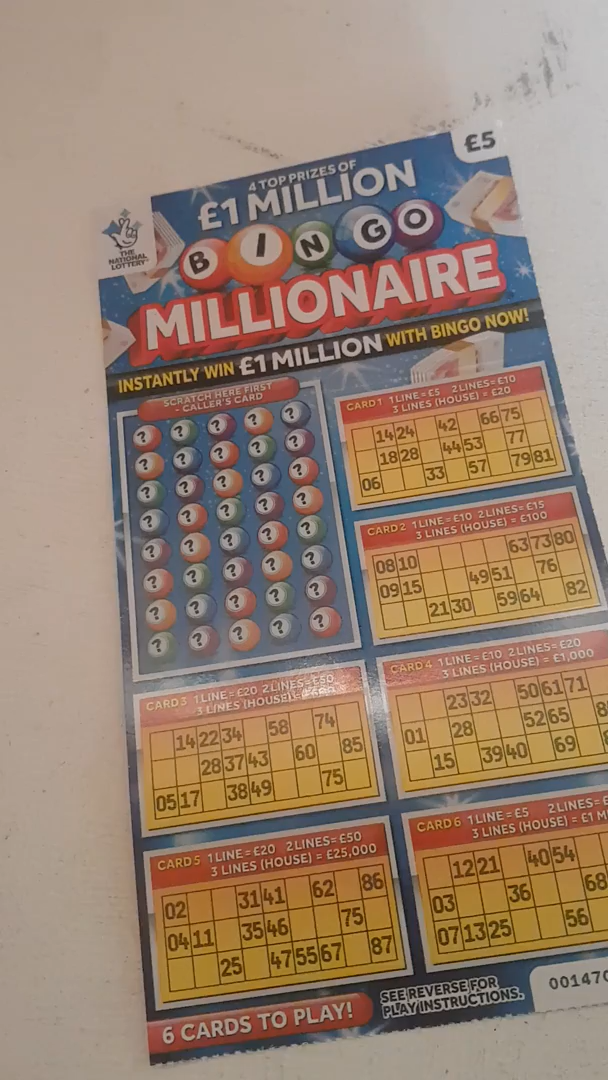 £5
4 TOP PRIZES OF
£1 MILLION
THE
NATIONAL
LOTTERY
BINGO
MILLIONAIRE
INSTANTLY WIN £1 MILLION WITH BINGO NOW!
SCRATCH HERE FIRST
- CALLER'S CARD
? ? ? ? ?
? ? ? ? ?
? ? ? ? ?
? ? ? ? ?
? ? ? ? ?
? ? ? ? ?
? ? ? ? ?
? ? ? ? ?
CARD 1 1 LINE = £5 2 LINES = £10
3 LINES (HOUSE) = £20
14 24 42 66 75
18 28 44 53 77
06 33 57 79 81
CARD 2 1 LINE = £10 2 LINES = £15
3 LINES (HOUSE) = £100
08 10 63 73 80
09 15 49 51 76
21 30 59 64 82
CARD 3 1 LINE = £20 2 LINES = £50
3 LINES (HOUSE) =
14 22 34 58 74
28 37 43 60 85
05 17 38 49 75
CARD 4 1 LINE = £10 2 LINES = £20
3 LINES (HOUSE) = £1,000
23 32 50 61 71
01 28 52 65
15 39 40 69
CARD 5 1 LINE = £20 2 LINES = £50
3 LINES (HOUSE) = £25,000
02 31 41 62 86
04 11 35 46 75
25 47 55 67 87
CARD 6 1 LINE = £5 2 LINES =
3 LINES (HOUSE) = £1 M
12 21 40 54
03 36 68
07 13 25 56
6 CARDS TO PLAY!
SEE REVERSE FOR
PLAY INSTRUCTIONS.
00147